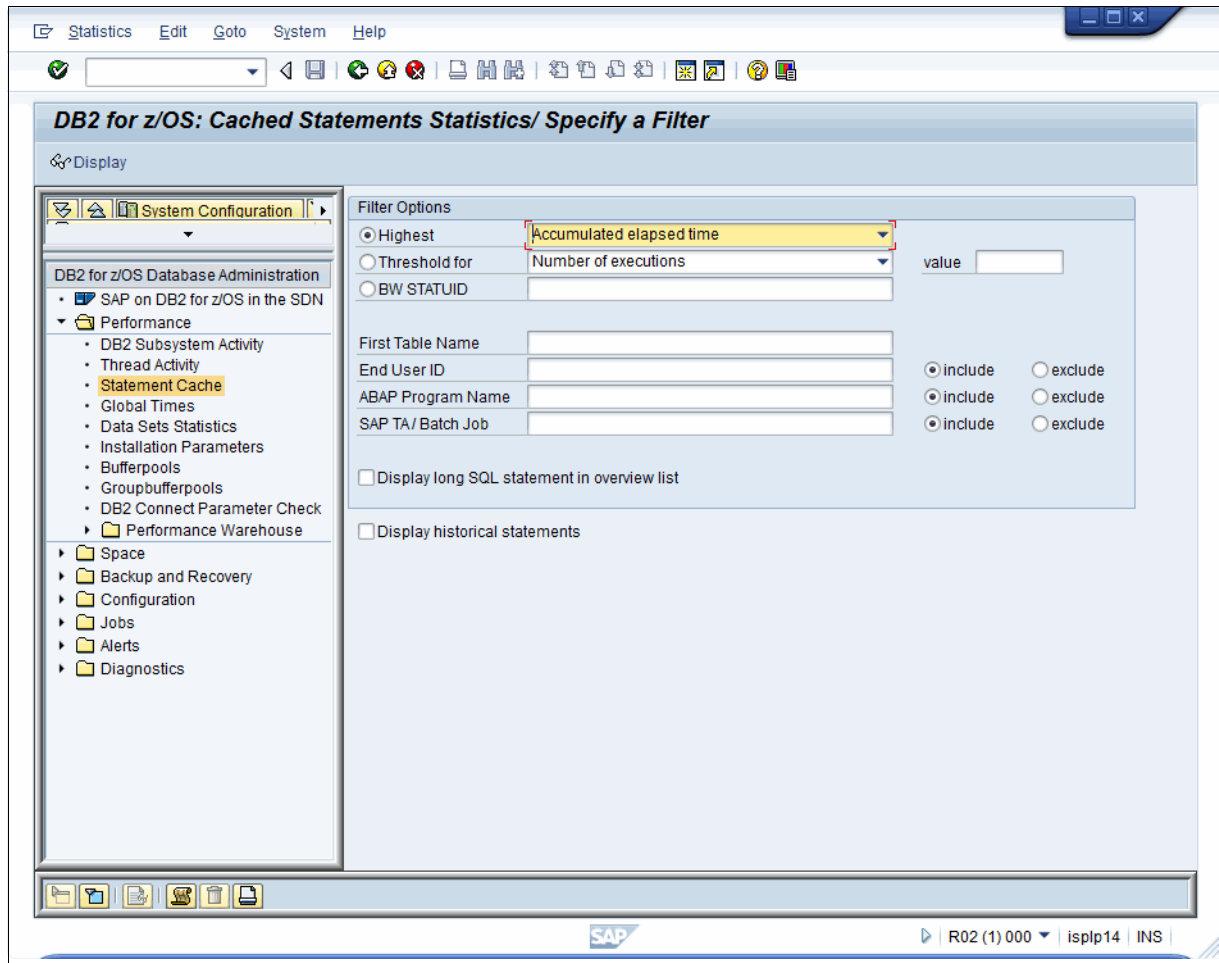 Statistics Edit Goto System Help
DB2 for z/OS: Cached Statements Statistics/ Specify a Filter
Display
System Configuration
DB2 for z/OS Database Administration
SAP on DB2 for z/OS in the SDN
Performance
DB2 Subsystem Activity
Thread Activity
Statement Cache
Global Times
Data Sets Statistics
Installation Parameters
Bufferpools
Groupbufferpools
DB2 Connect Parameter Check
Performance Warehouse
Space
Backup and Recovery
Configuration
Jobs
Alerts
Diagnostics
Filter Options
Highest Accumulated elapsed time
Threshold for Number of executions value
BW STATUID
First Table Name
End User ID include exclude
ABAP Program Name include exclude
SAP TA / Batch Job include exclude
Display long SQL statement in overview list
Display historical statements
SAP R02 (1) 000 isplp14 INS